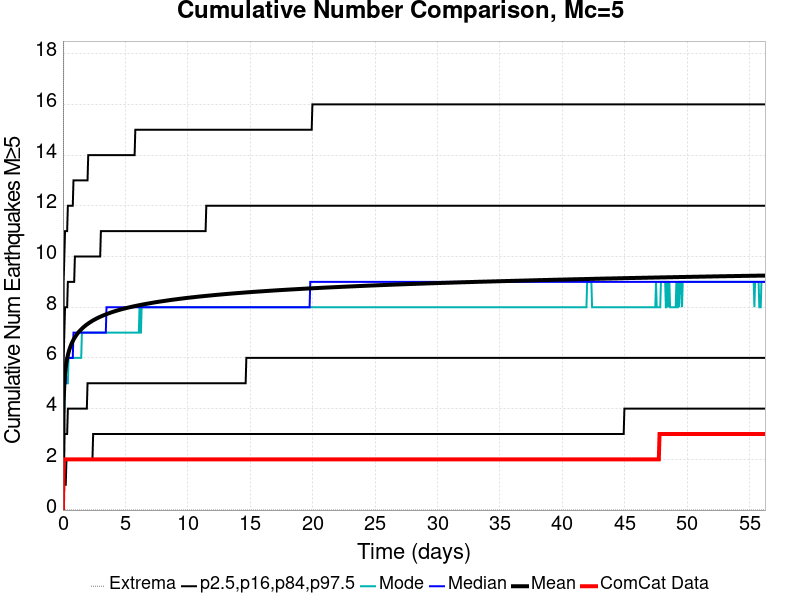 Cumulative Number Comparison, Mc=5
Cumulative Num Earthquakes M≥5
18
16
14
12
10
8
6
4
2
0
0 5 10 15 20 25 30 35 40 45 50 55
Time (days)
Extrema p2.5,p16,p84,p97.5 Mode Median Mean ComCat Data